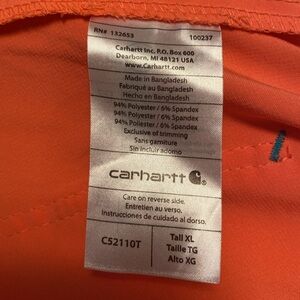 RN# 132653 100237
Carhartt Inc. P.O. Box 600
Dearborn, MI 48121 USA
www.Carhartt.com
Made in Bangladesh
Fabriqué au Bangladesh
Hecho en Bangladesh
94% Polyester / 6% Spandex
94% Polyester / 6% Spandex
94% Polyester / 6% Spandex
Exclusive of trimming
Sans garniture
Sin incluir adorno
carhartt
Care on reverse side.
Entretien au verso.
Instrucciones de cuidado al dorso.
C52110T
Tall XL
Taille TG
Alto XG